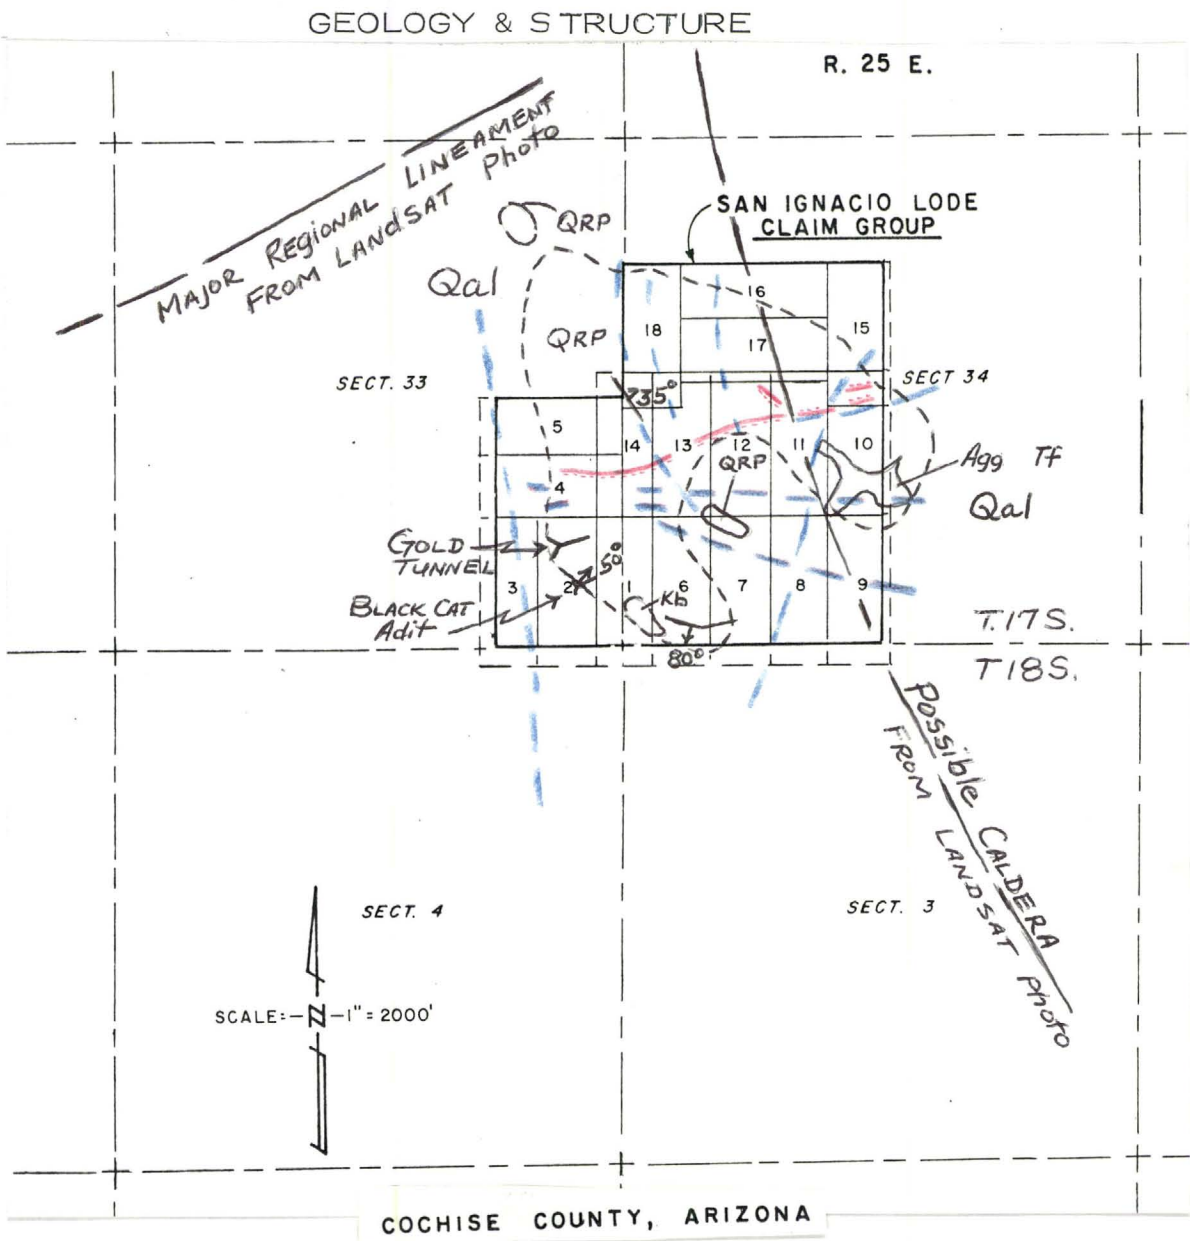 GEOLOGY & STRUCTURE
R. 25 E.
MAJOR REGIONAL LINEAMENT
FROM LANDSAT Photo
SAN IGNACIO LODE
CLAIM GROUP
QRP
Qal
16
18
QRP
15
17
SECT. 33
SECT 34
35°
5
14
13
12
11
10
QRP
Agg Tf
4
Qal
GOLD
TUNNEL
50°
3
2
1
6
7
8
9
Kb
BLACK CAT
Adit
T.17S.
80°
T18S.
Possible CALDERA
FROM LANDSAT photo
SECT. 4
SECT. 3
SCALE:-N-1"=2000'
COCHISE COUNTY, ARIZONA